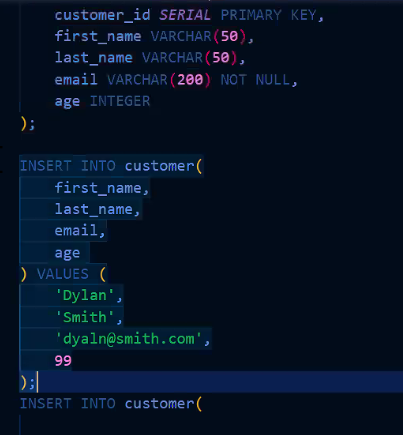 customer_id SERIAL PRIMARY KEY,
first_name VARCHAR(50),
last_name VARCHAR(50),
email VARCHAR(200) NOT NULL,
age INTEGER
);
INSERT INTO customer(
first_name,
last_name,
email,
age
) VALUES (
'Dylan',
'Smith',
'dyaln@smith.com',
99
);
INSERT INTO customer(